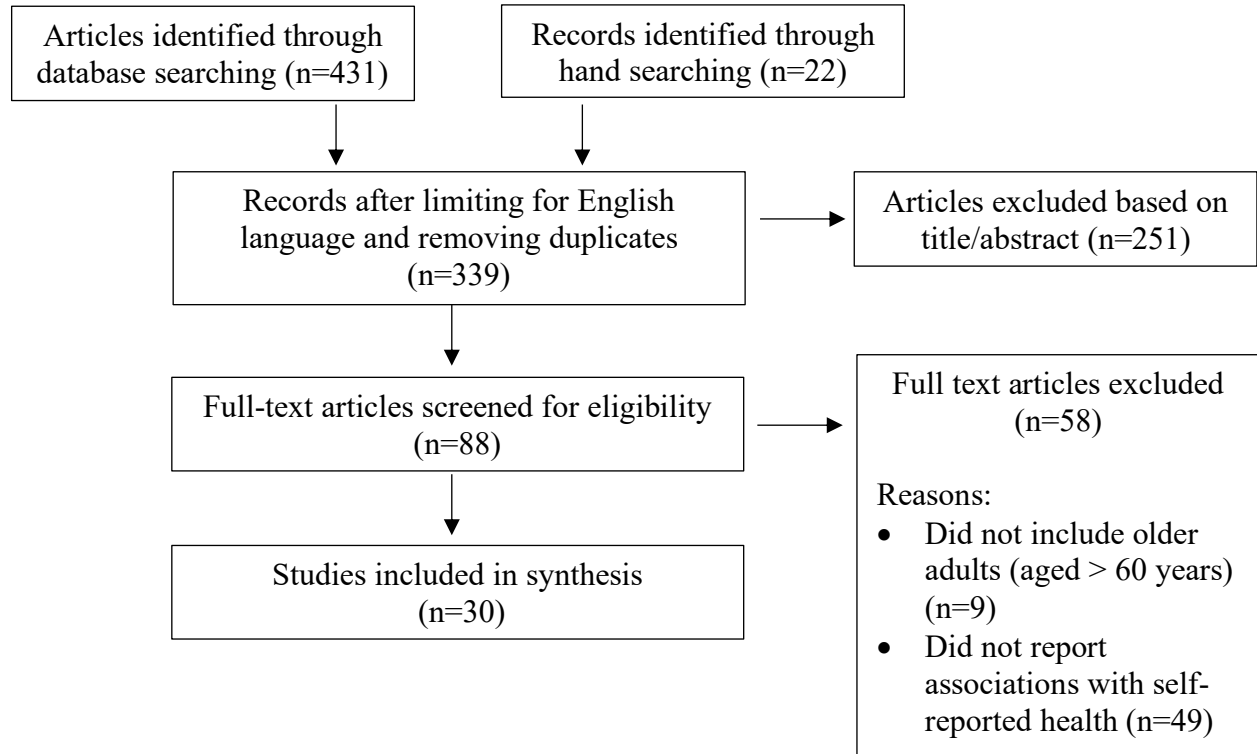 Articles identified through
database searching (n=431)
Records identified through
hand searching (n=22)
Records after limiting for English
language and removing duplicates
(n=339)
Articles excluded based on
title/abstract (n=251)
Full-text articles screened for eligibility
(n=88)
Full text articles excluded
(n=58)
Reasons:
• Did not include older
adults (aged > 60 years)
(n=9)
• Did not report
associations with self-
reported health (n=49)
Studies included in synthesis
(n=30)